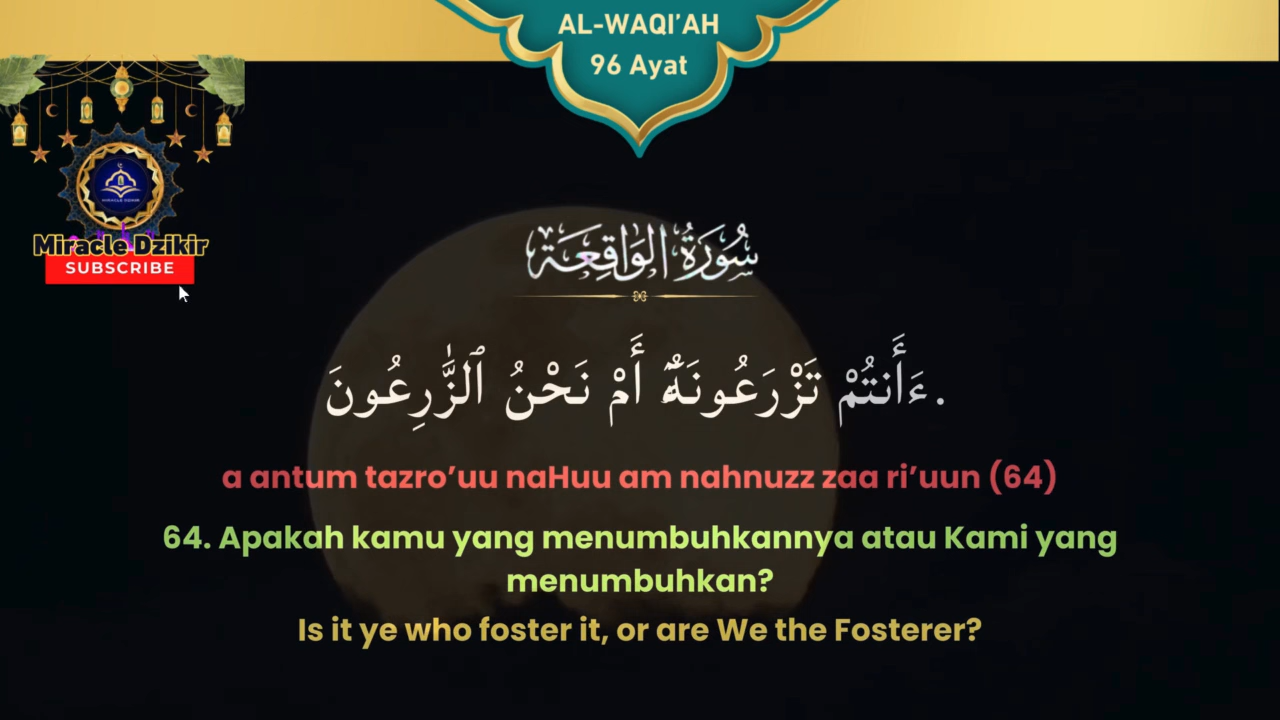 AL-WAQI’AH
96 Ayat
MIRACLE DZIKIR
Miracle Dzikir
SUBSCRIBE
سُورَةُ الوَاقِعَة
.ءَأَنتُمْ تَزْرَعُونَهُۥٓ أَمْ نَحْنُ ٱلزَّٰرِعُونَ
a antum tazro’uu naHuu am nahnuzz zaa ri’uun (64)
64. Apakah kamu yang menumbuhkannya atau Kami yang
menumbuhkan?
Is it ye who foster it, or are We the Fosterer?